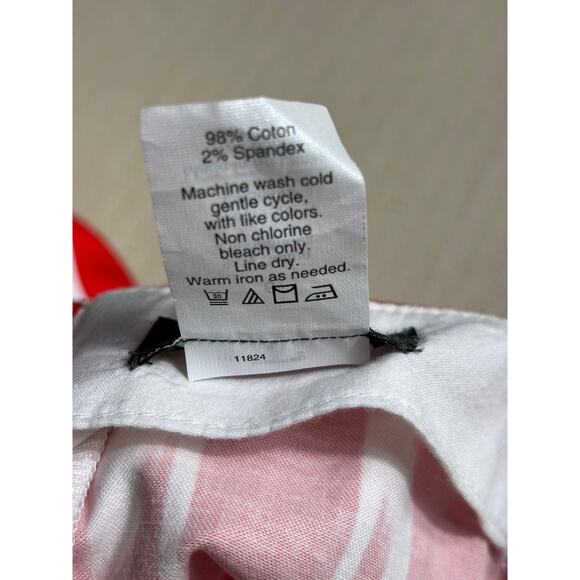 98% Coton
2% Spandex
Machine wash cold
gentle cycle,
with like colors.
Non chlorine
bleach only.
Line dry.
Warm iron as needed.
30
11824